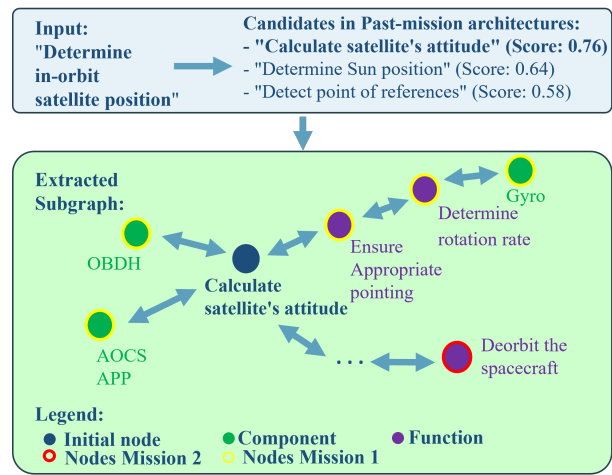 Input:
"Determine
in-orbit
satellite position"
Candidates in Past-mission architectures:
- "Calculate satellite's attitude" (Score: 0.76)
- "Determine Sun position" (Score: 0.64)
- "Detect point of references" (Score: 0.58)
Extracted
Subgraph:
Gyro
Determine
rotation rate
OBDH
Ensure
Appropriate
pointing
Calculate
satellite's attitude
AOCS
APP
. . .
Deorbit the
spacecraft
Legend:
Initial node
Component
Function
Nodes Mission 2
Nodes Mission 1